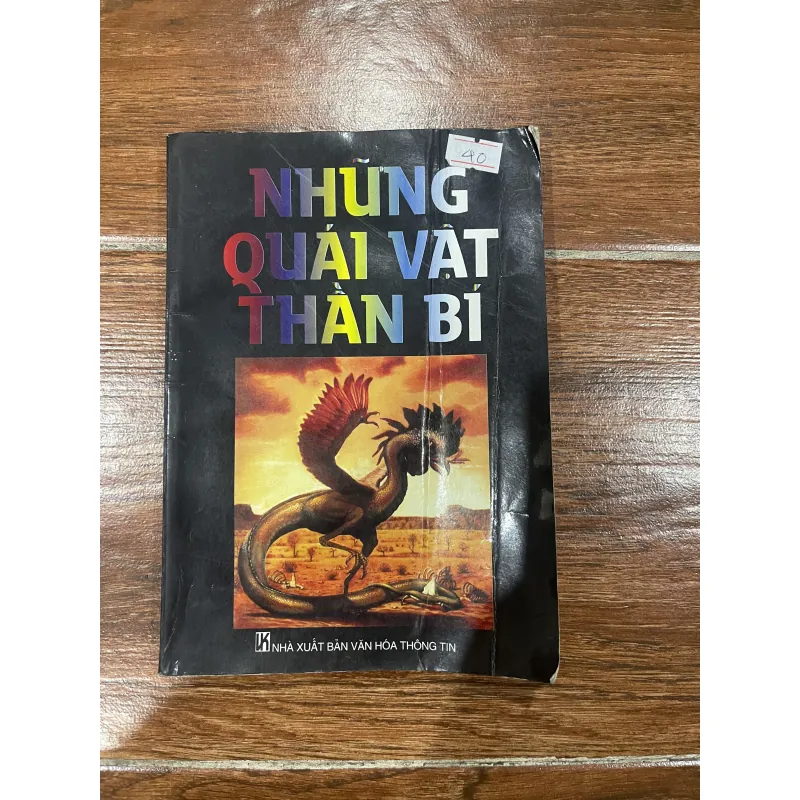 40
NHỮNG
QUÁI VẬT
THẦN BÍ
NHÀ XUẤT BẢN VĂN HÓA THÔNG TIN